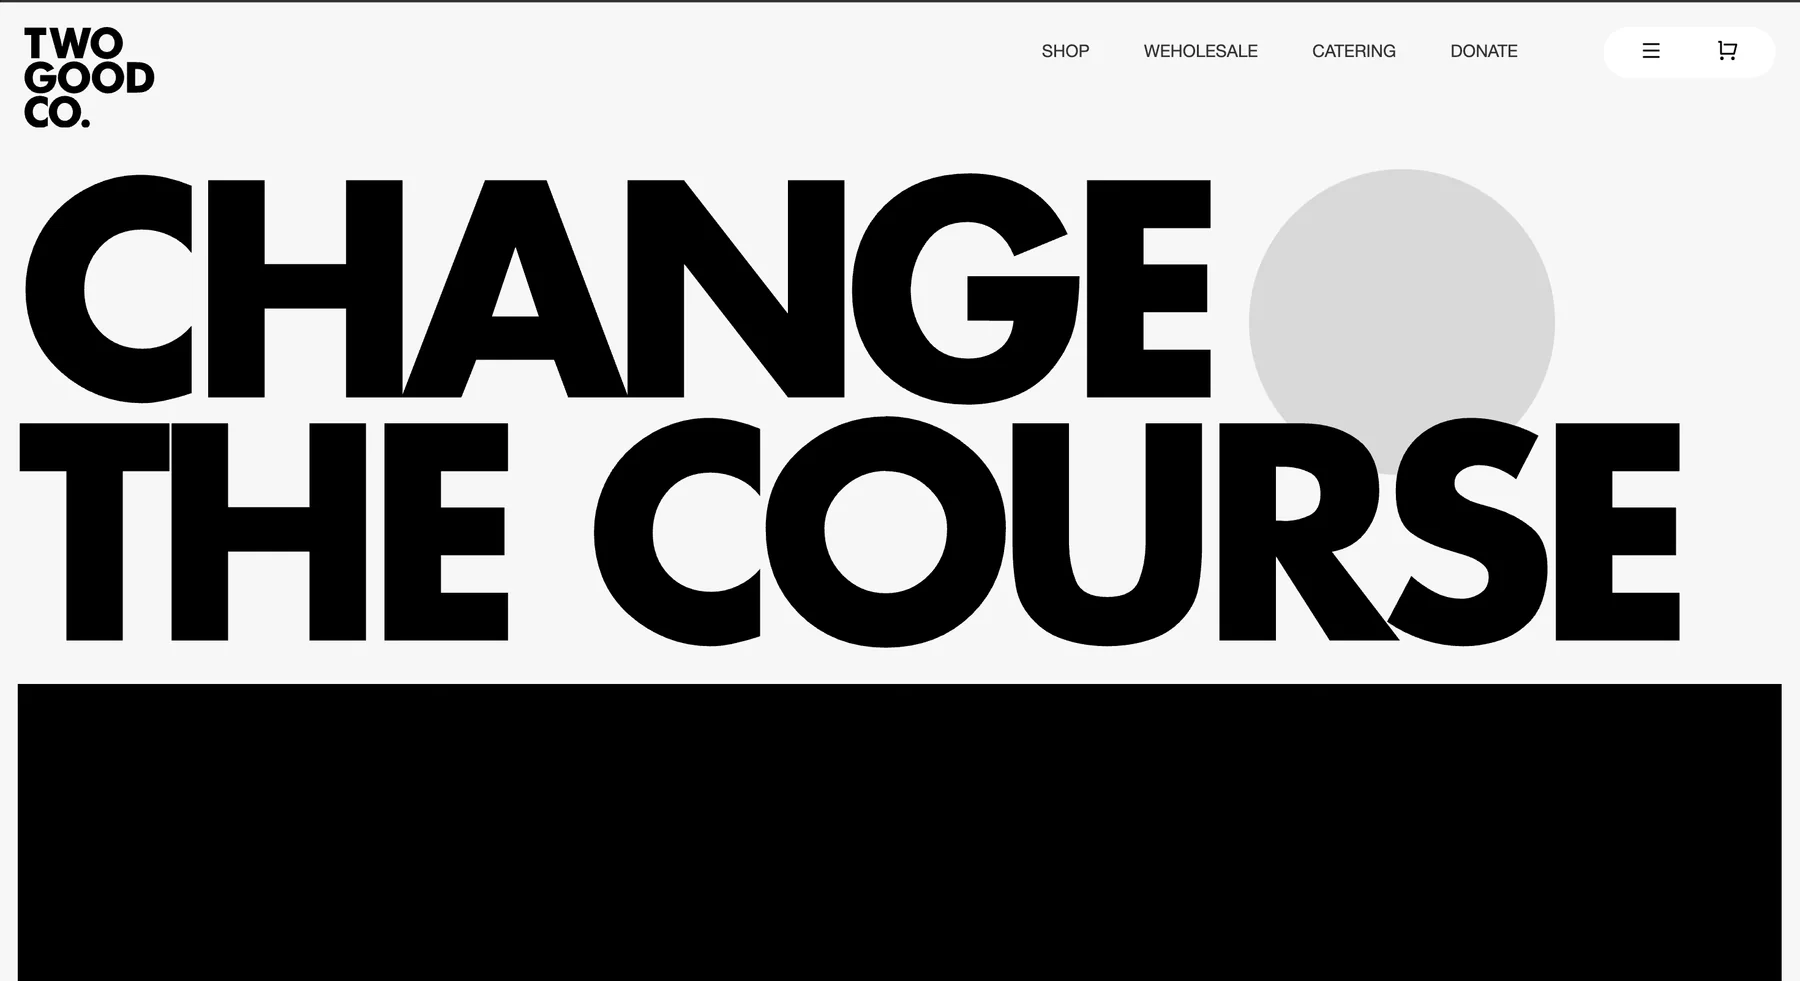 TWO
GOOD
CO.
SHOP WEHOLESALE CATERING DONATE
CHANGE
THE COURSE